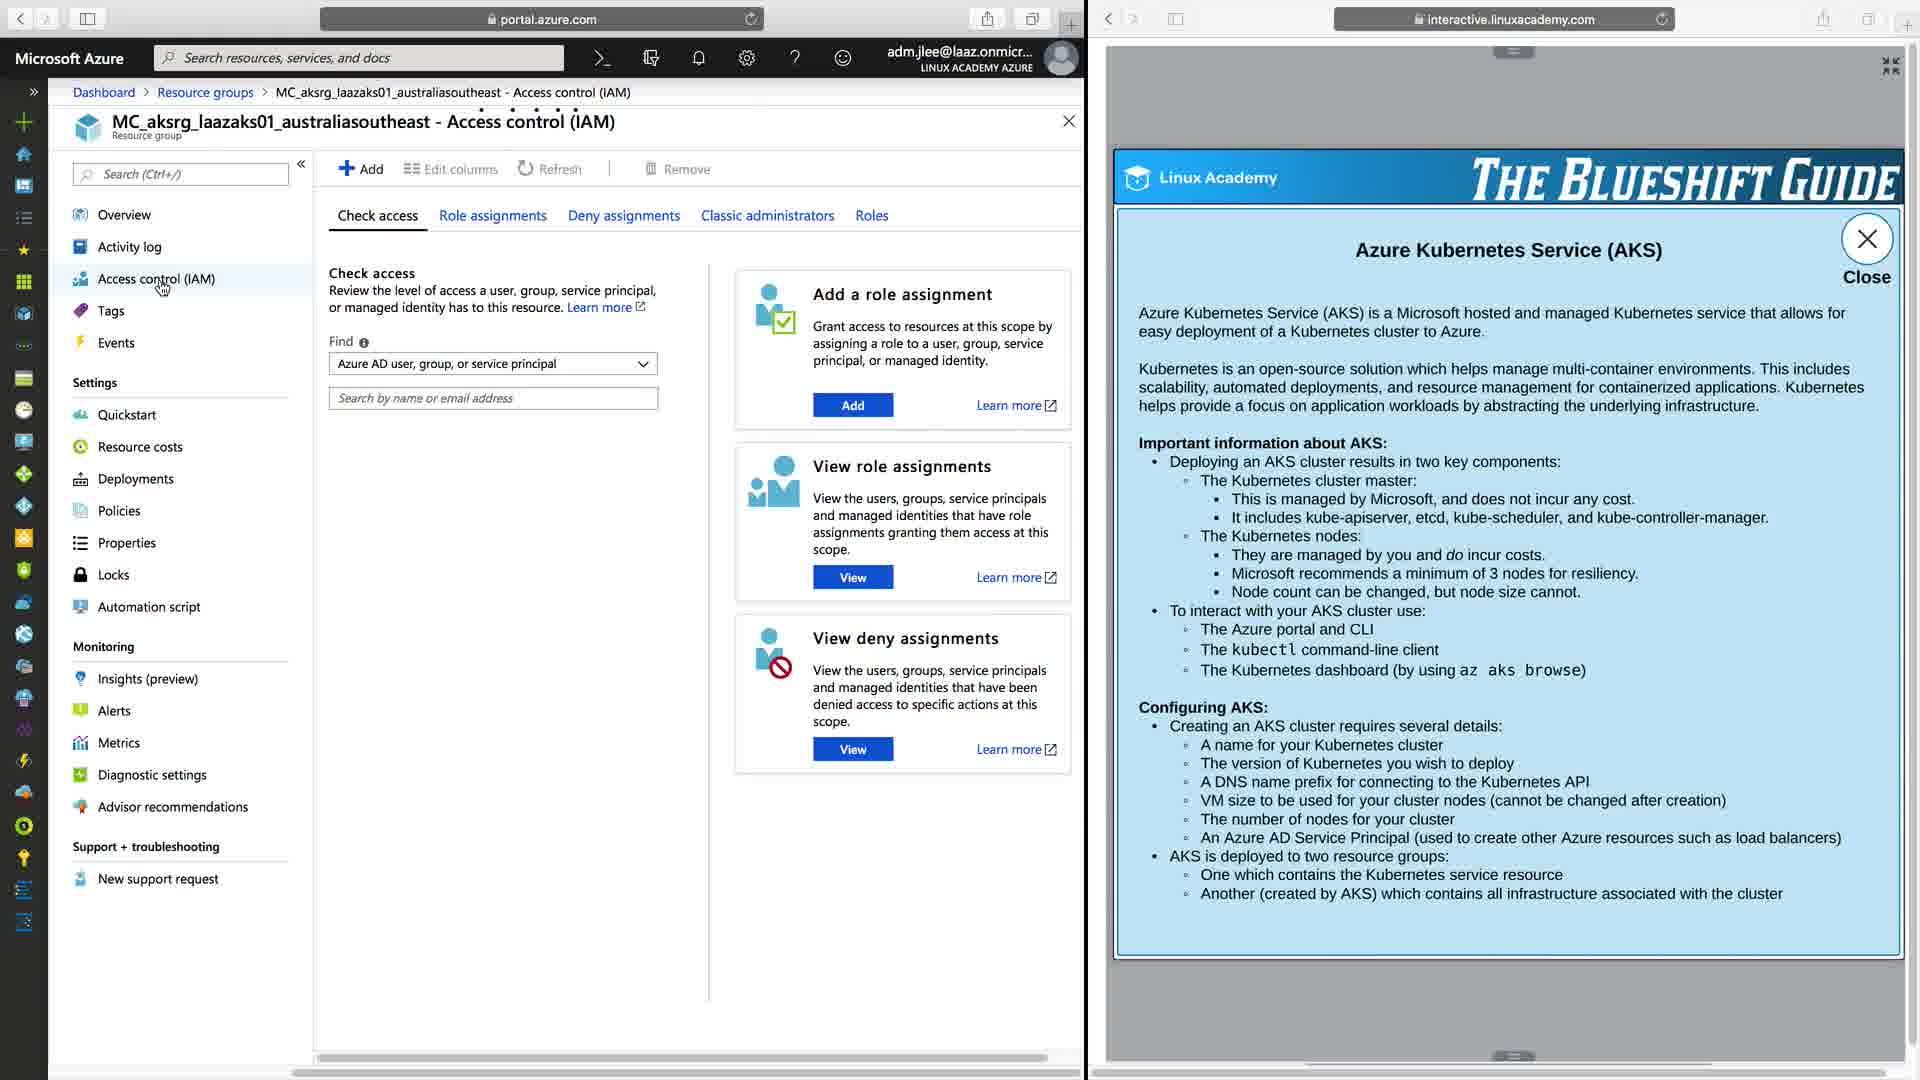 portal.azure.com
Microsoft Azure
Search resources, services, and docs
adm.jlee@laaz.onmicr...
LINUX ACADEMY AZURE
Dashboard > Resource groups > MC_aksrg_laazaks01_australiasoutheast - Access control (IAM)
MC_aksrg_laazaks01_australiasoutheast - Access control (IAM)
Resource group
Search (Ctrl+/)
Overview
Activity log
Access control (IAM)
Tags
Events
Settings
Quickstart
Resource costs
Deployments
Policies
Properties
Locks
Automation script
Monitoring
Insights (preview)
Alerts
Metrics
Diagnostic settings
Advisor recommendations
Support + troubleshooting
New support request
Add Edit columns Refresh Remove
Check access Role assignments Deny assignments Classic administrators Roles
Check access
Review the level of access a user, group, service principal,
or managed identity has to this resource. Learn more
Find
Azure AD user, group, or service principal
Search by name or email address
Add a role assignment
Grant access to resources at this scope by
assigning a role to a user, group, service
principal, or managed identity.
Add Learn more
View role assignments
View the users, groups, service principals
and managed identities that have role
assignments granting them access at this
scope.
View Learn more
View deny assignments
View the users, groups, service principals
and managed identities that have been
denied access to specific actions at this
scope.
View Learn more
interactive.linuxacademy.com
Linux Academy
THE BLUESHIFT GUIDE
Azure Kubernetes Service (AKS)
Close
Azure Kubernetes Service (AKS) is a Microsoft hosted and managed Kubernetes service that allows for
easy deployment of a Kubernetes cluster to Azure.
Kubernetes is an open-source solution which helps manage multi-container environments. This includes
scalability, automated deployments, and resource management for containerized applications. Kubernetes
helps provide a focus on application workloads by abstracting the underlying infrastructure.
Important information about AKS:
• Deploying an AKS cluster results in two key components:
◦ The Kubernetes cluster master:
▪ This is managed by Microsoft, and does not incur any cost.
▪ It includes kube-apiserver, etcd, kube-scheduler, and kube-controller-manager.
◦ The Kubernetes nodes:
▪ They are managed by you and do incur costs.
▪ Microsoft recommends a minimum of 3 nodes for resiliency.
▪ Node count can be changed, but node size cannot.
• To interact with your AKS cluster use:
◦ The Azure portal and CLI
◦ The kubectl command-line client
◦ The Kubernetes dashboard (by using az aks browse)
Configuring AKS:
• Creating an AKS cluster requires several details:
◦ A name for your Kubernetes cluster
◦ The version of Kubernetes you wish to deploy
◦ A DNS name prefix for connecting to the Kubernetes API
◦ VM size to be used for your cluster nodes (cannot be changed after creation)
◦ The number of nodes for your cluster
◦ An Azure AD Service Principal (used to create other Azure resources such as load balancers)
• AKS is deployed to two resource groups:
◦ One which contains the Kubernetes service resource
◦ Another (created by AKS) which contains all infrastructure associated with the cluster